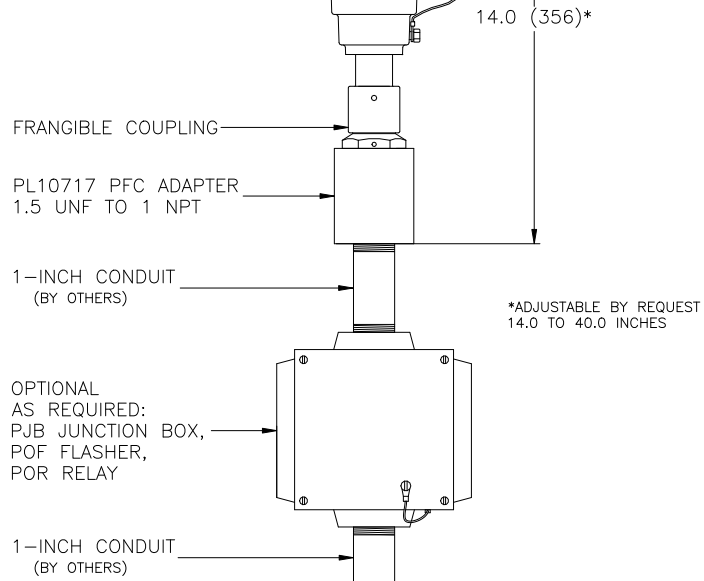 14.0 (356)*
FRANGIBLE COUPLING
PL10717 PFC ADAPTER
1.5 UNF TO 1 NPT
1-INCH CONDUIT
(BY OTHERS)
*ADJUSTABLE BY REQUEST
14.0 TO 40.0 INCHES
OPTIONAL
AS REQUIRED:
PJB JUNCTION BOX,
POF FLASHER,
POR RELAY
1-INCH CONDUIT
(BY OTHERS)